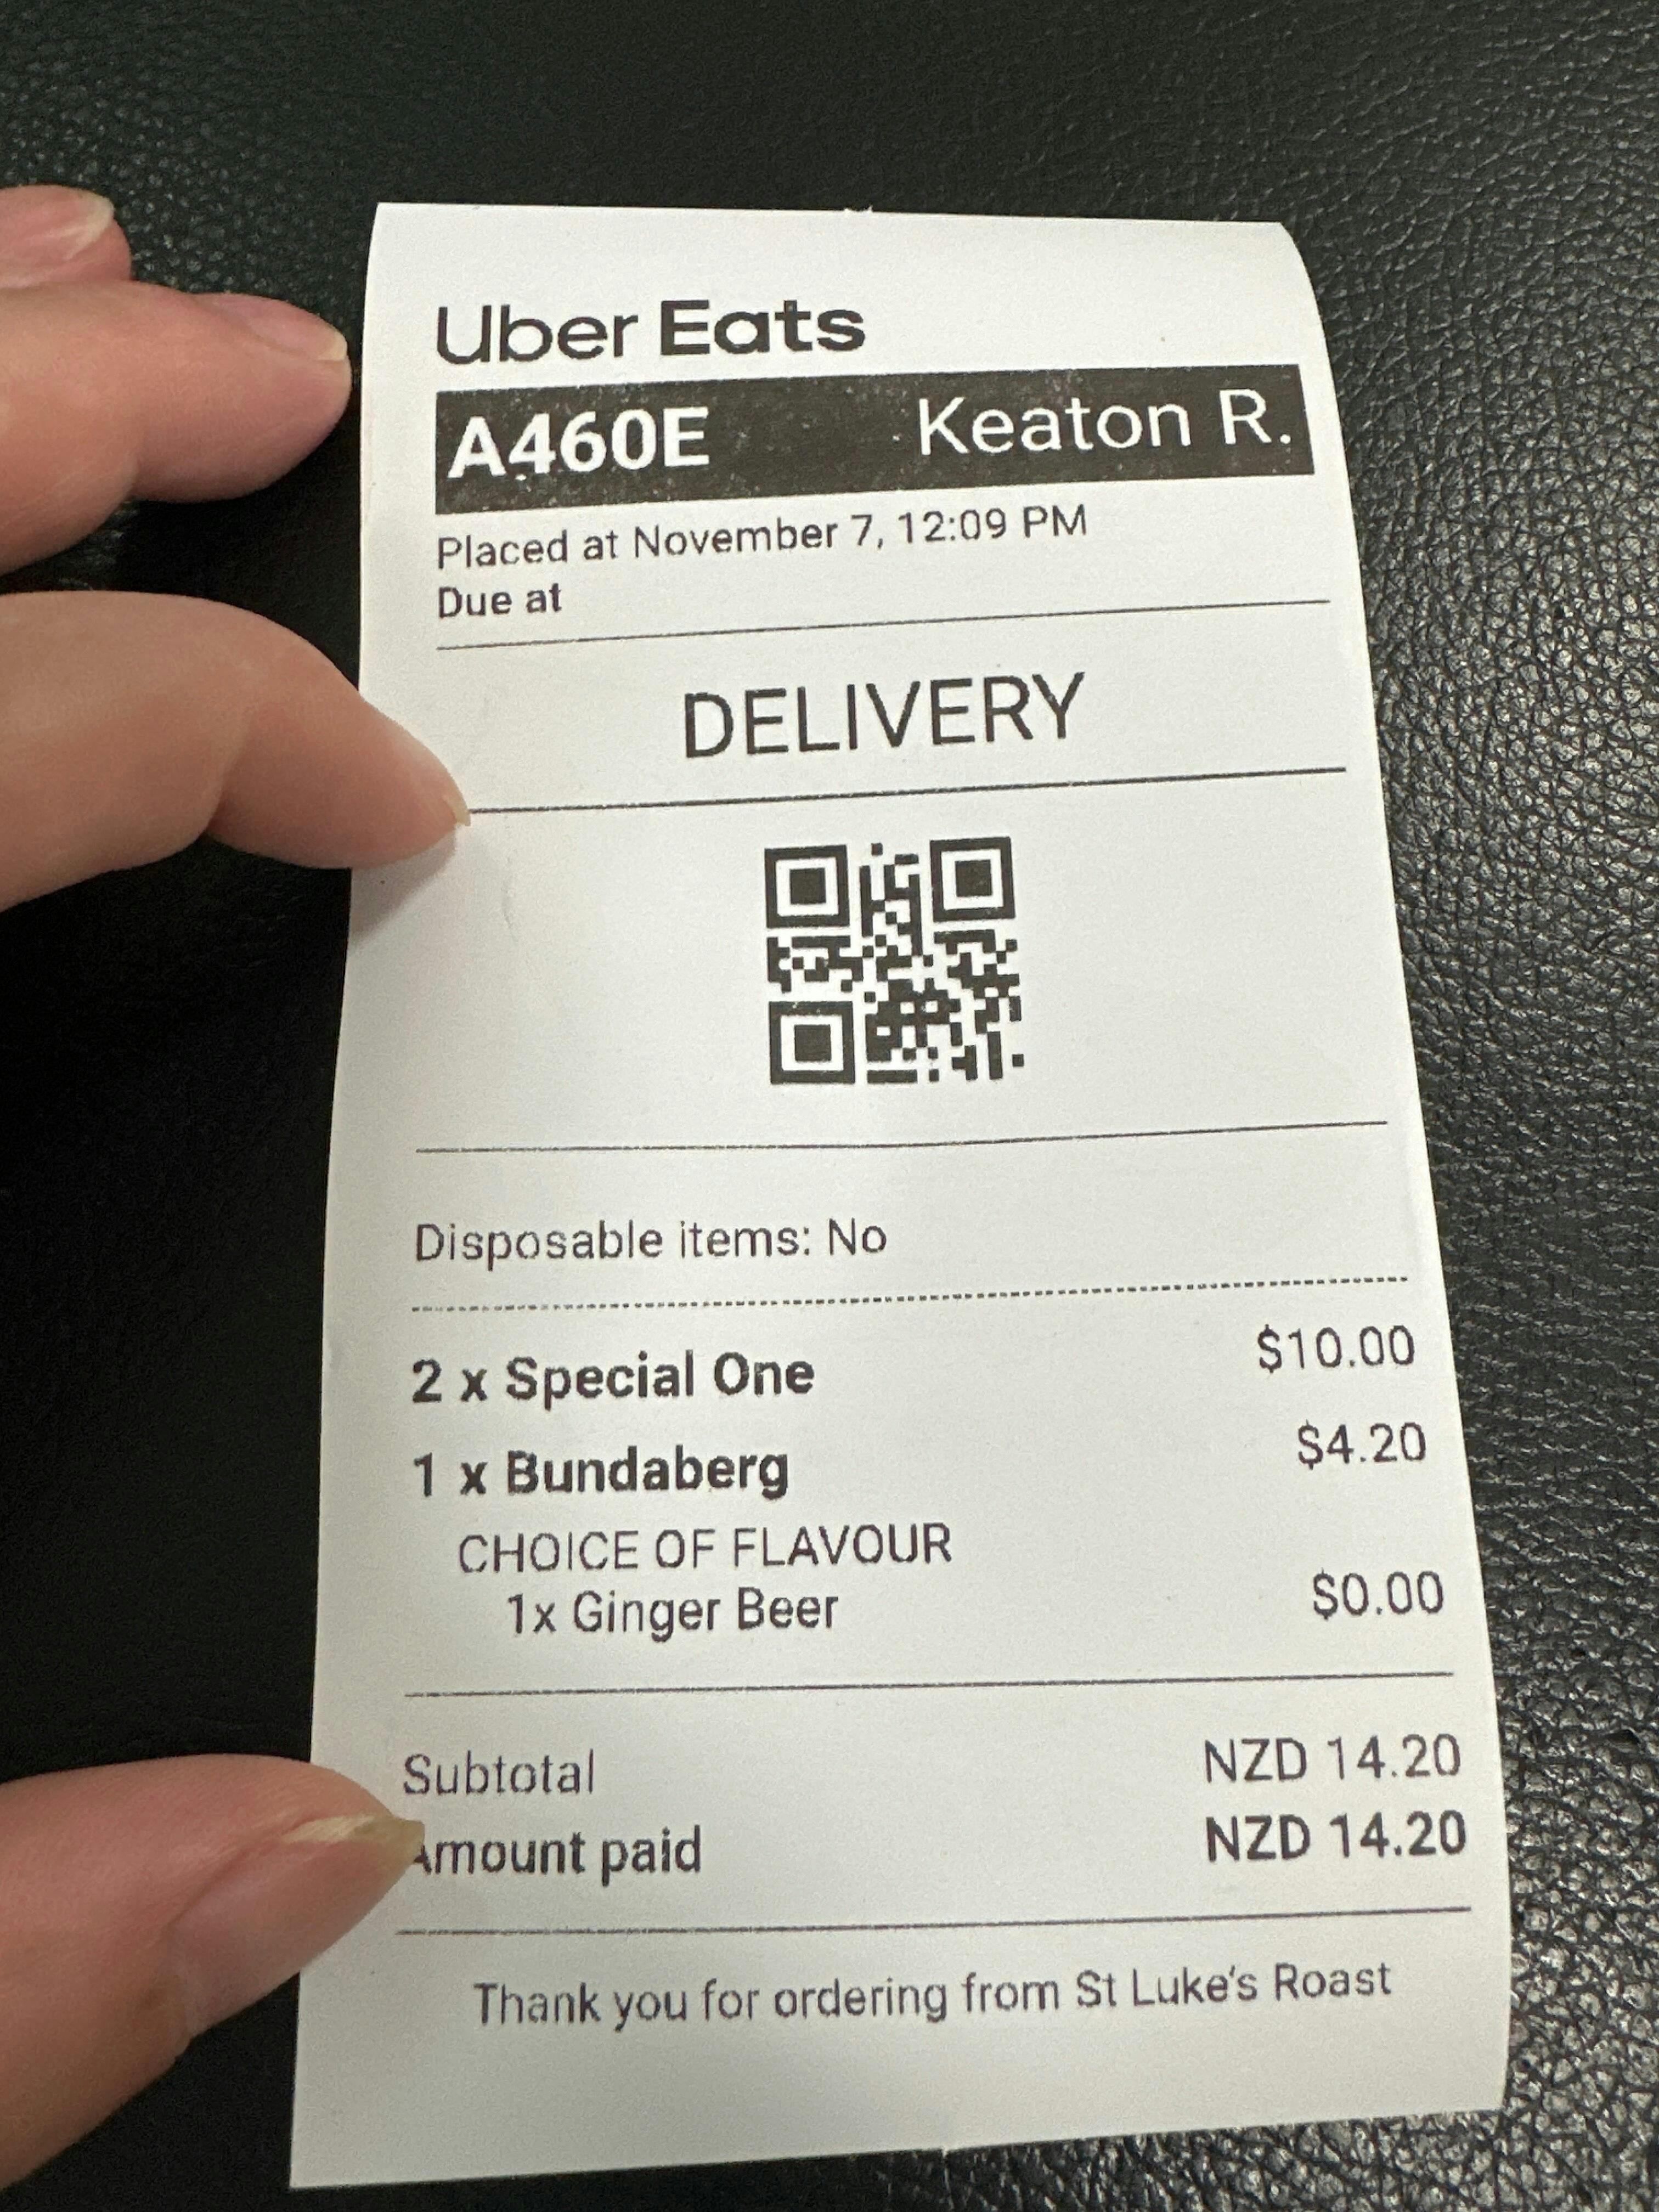 Uber Eats
A460E Keaton R.
Placed at November 7, 12:09 PM
Due at
DELIVERY
Disposable items: No
2 x Special One $10.00
1 x Bundaberg $4.20
CHOICE OF FLAVOUR
1x Ginger Beer $0.00
Subtotal NZD 14.20
Amount paid NZD 14.20
Thank you for ordering from St Luke's Roast